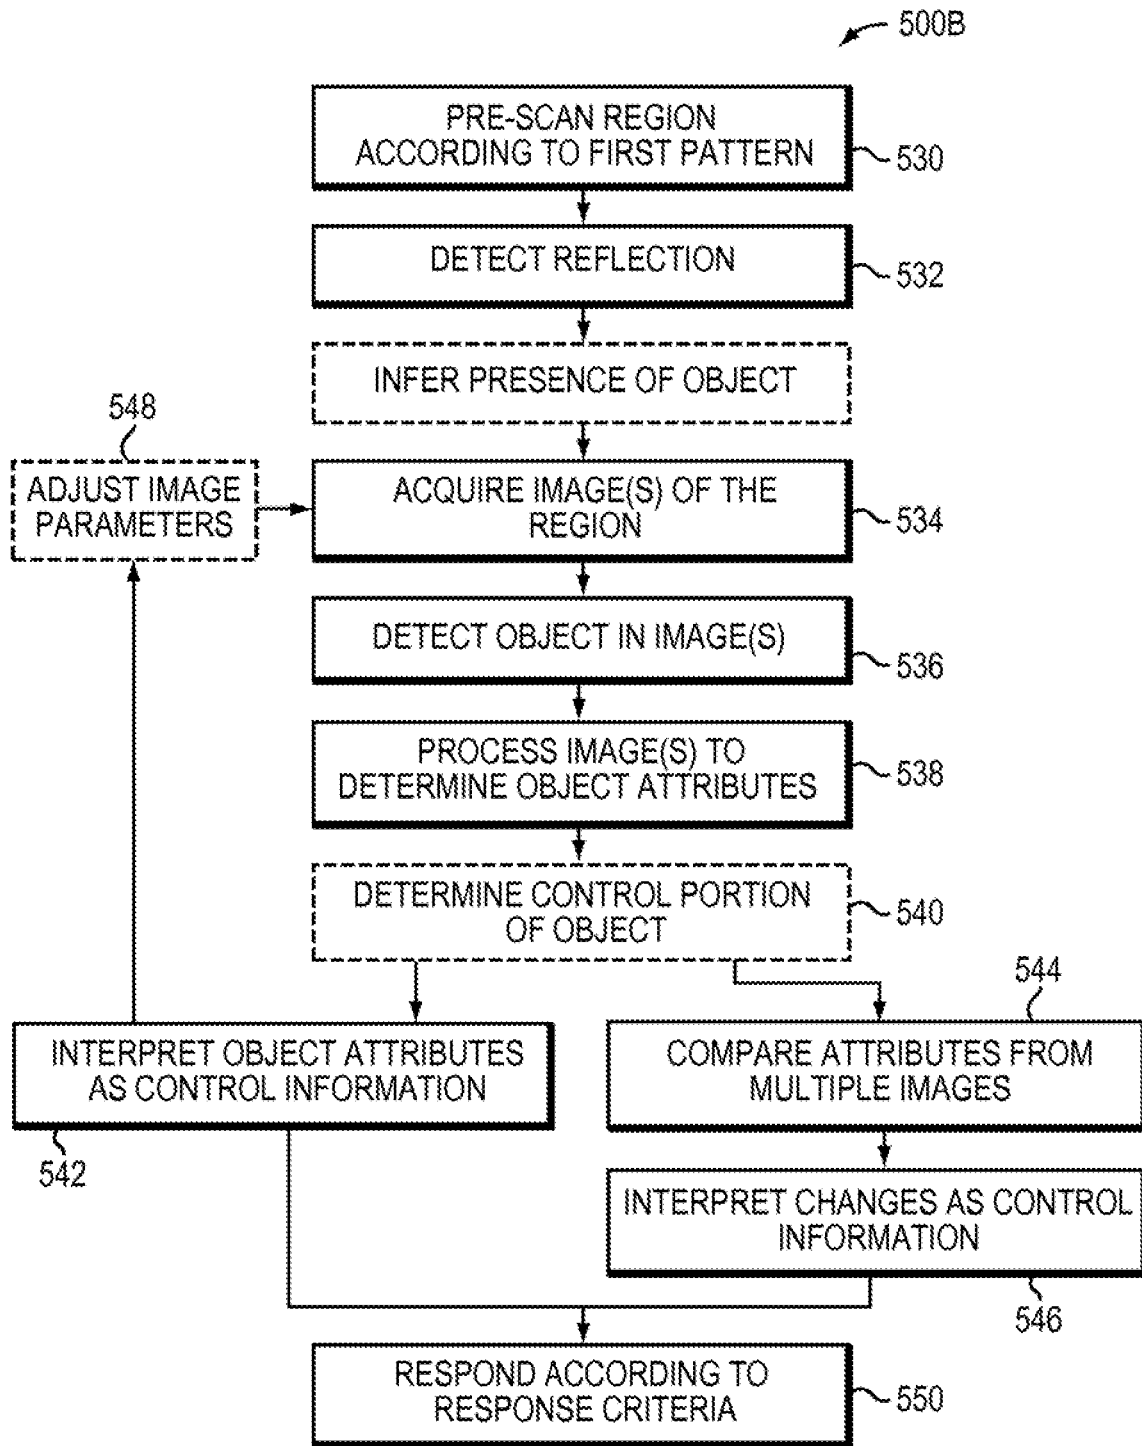 500B
PRE-SCAN REGION
ACCORDING TO FIRST PATTERN
530
DETECT REFLECTION
532
INFER PRESENCE OF OBJECT
548
ADJUST IMAGE
PARAMETERS
ACQUIRE IMAGE(S) OF THE
REGION
534
DETECT OBJECT IN IMAGE(S)
536
PROCESS IMAGE(S) TO
DETERMINE OBJECT ATTRIBUTES
538
DETERMINE CONTROL PORTION
OF OBJECT
540
544
INTERPRET OBJECT ATTRIBUTES
AS CONTROL INFORMATION
542
COMPARE ATTRIBUTES FROM
MULTIPLE IMAGES
INTERPRET CHANGES AS CONTROL
INFORMATION
546
RESPOND ACCORDING TO
RESPONSE CRITERIA
550